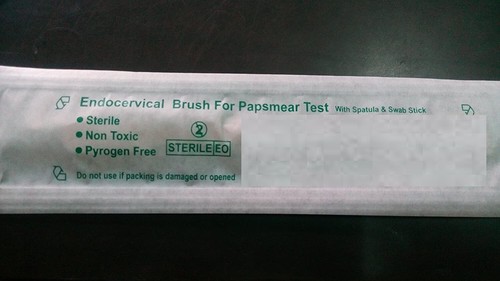 Endocervical Brush For Papsmear Test With Spatula & Swab Stick
Sterile
Non Toxic
Pyrogen Free
2
STERILE EO
Do not use if packing is damaged or opened